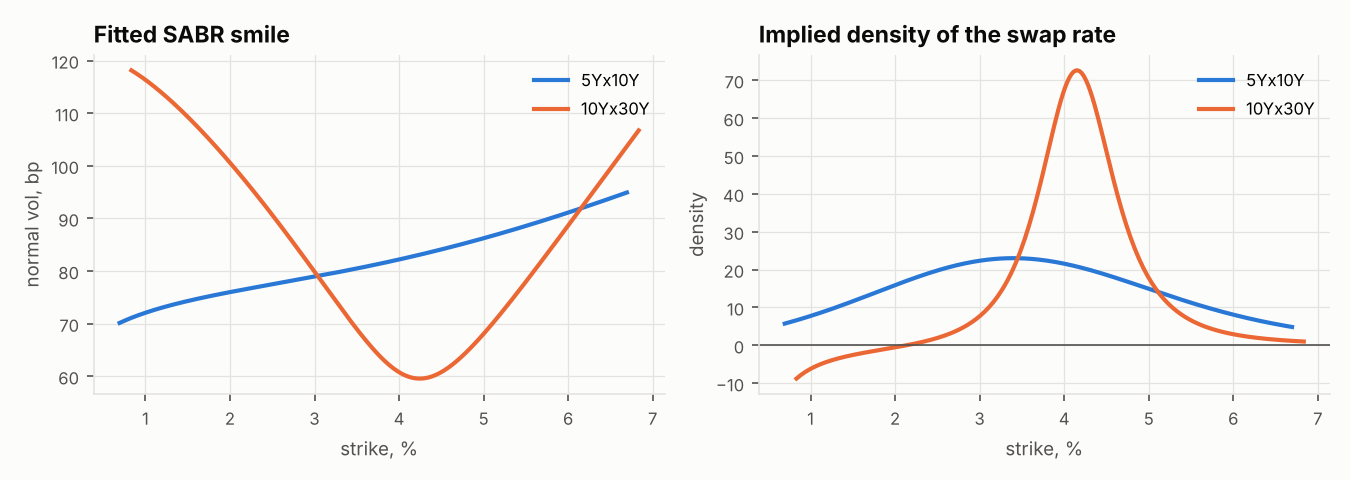 Fitted SABR smile
normal vol, bp
120
110
100
90
80
70
60
1 2 3 4 5 6 7
strike, %
5Yx10Y
10Yx30Y
Implied density of the swap rate
density
70
60
50
40
30
20
10
0
−10
1 2 3 4 5 6 7
strike, %
5Yx10Y
10Yx30Y